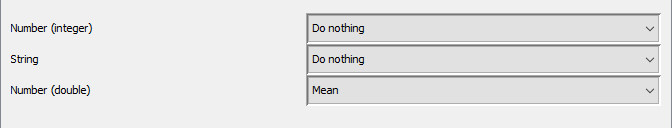 Number (integer) Do nothing
String Do nothing
Number (double) Mean